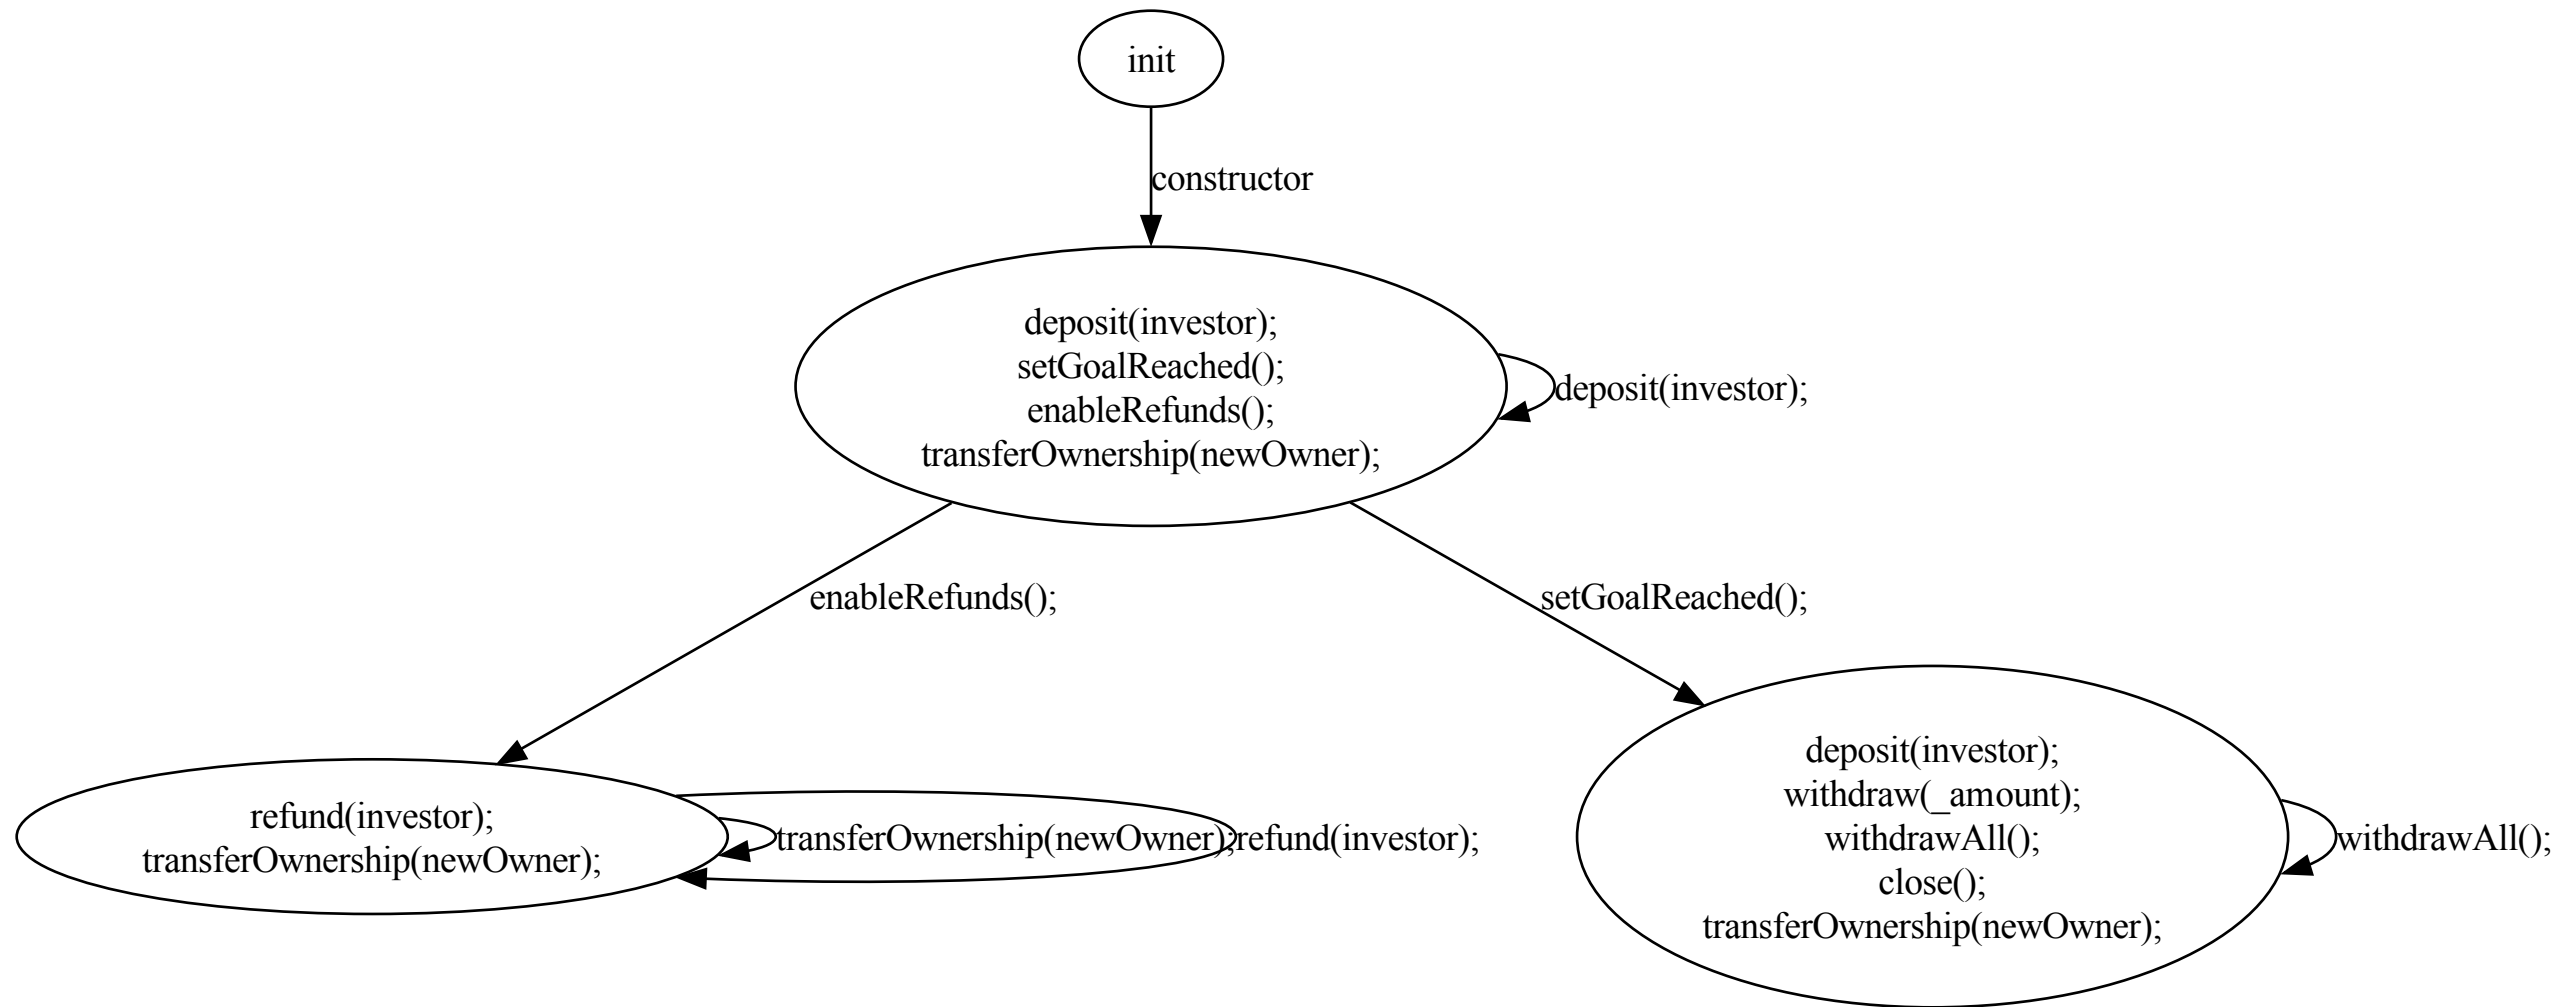 init
constructor
deposit(investor);
setGoalReached();
enableRefunds();
transferOwnership(newOwner);
deposit(investor);
enableRefunds();
setGoalReached();
refund(investor);
transferOwnership(newOwner);
transferOwnership(newOwner);
refund(investor);
deposit(investor);
withdraw(_amount);
withdrawAll();
close();
transferOwnership(newOwner);
withdrawAll();